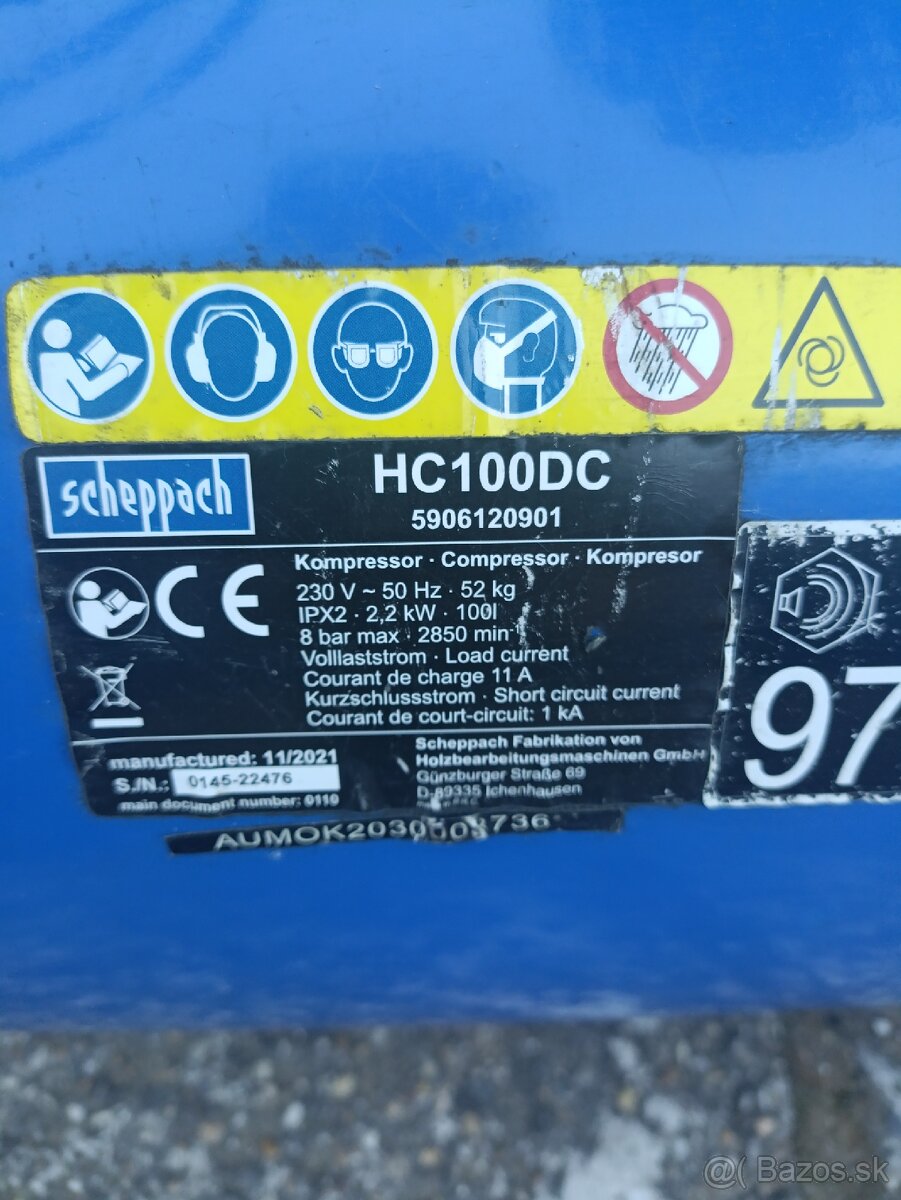 scheppach
HC100DC
5906120901
Kompressor · Compressor · Kompresor
230 V ~ 50 Hz · 52 kg
IPX2 · 2,2 kW · 100l
8 bar max · 2850 min
Volllaststrom · Load current
Courant de charge 11 A
Kurzschlussstrom · Short circuit current
Courant de court-circuit: 1 kA
CE
manufactured: 11/2021
S./N.: 0145-22476
main document number: 0110
Scheppach Fabrikation von
Holzbearbeitungsmaschinen GmbH
Günzburger Straße 69
D-89335 Ichenhausen
97
@ Bazos.sk